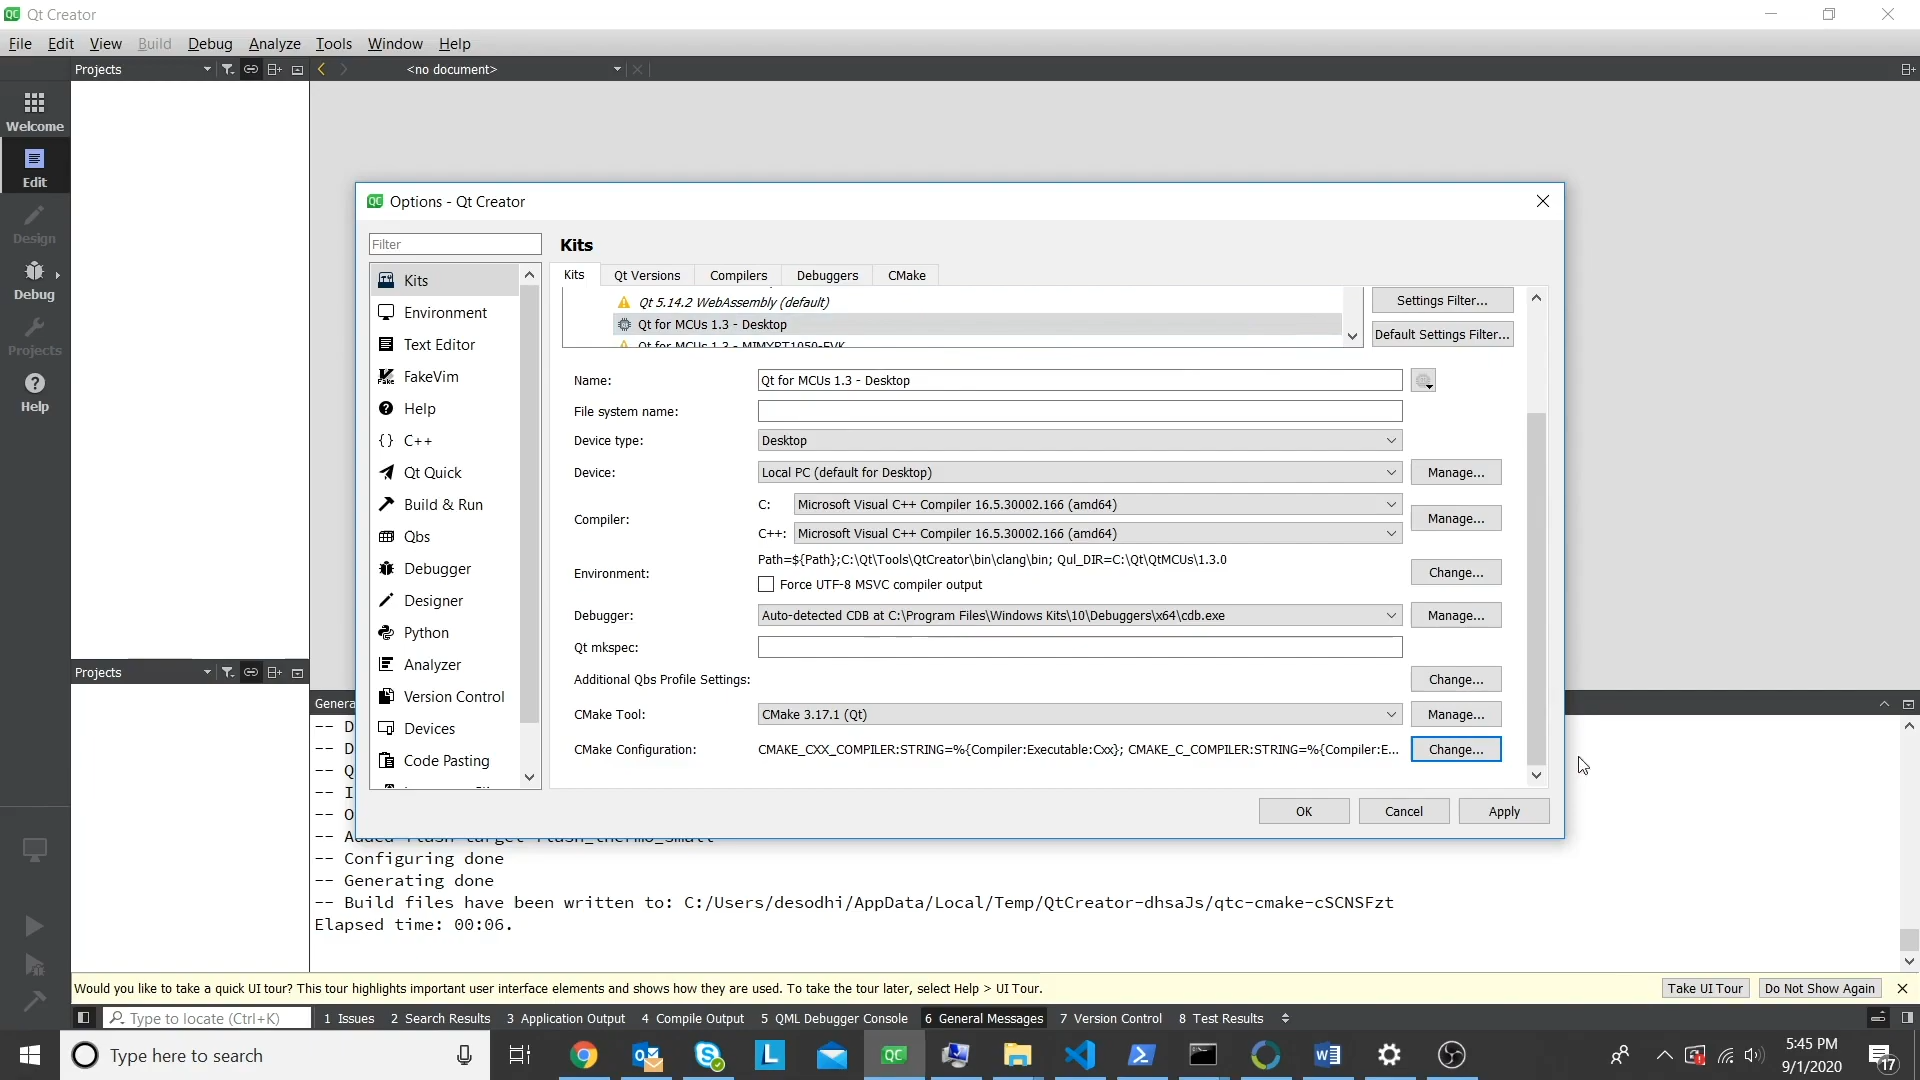 Qt Creator
File Edit View Build Debug Analyze Tools Window Help
Projects <no document>
Welcome
Edit
Design
Debug
Projects
Help
Options - Qt Creator
Filter
Kits
Environment
Text Editor
FakeVim
Help
C++
Qt Quick
Build & Run
Qbs
Debugger
Designer
Python
Analyzer
Version Control
Devices
Code Pasting
Kits
Kits Qt Versions Compilers Debuggers CMake
Qt 5.14.2 WebAssembly (default)
Qt for MCUs 1.3 - Desktop
Qt for MCUs 1.3 - MIMXRT1050-EVK
Settings Filter...
Default Settings Filter...
Name: Qt for MCUs 1.3 - Desktop
File system name:
Device type: Desktop
Device: Local PC (default for Desktop) Manage...
Compiler: C: Microsoft Visual C++ Compiler 16.5.30002.166 (amd64)
C++: Microsoft Visual C++ Compiler 16.5.30002.166 (amd64) Manage...
Environment: Path=${Path};C:\Qt\Tools\QtCreator\bin\clang\bin; Qul_DIR=C:\Qt\QtMCUs\1.3.0 Change...
Force UTF-8 MSVC compiler output
Debugger: Auto-detected CDB at C:\Program Files\Windows Kits\10\Debuggers\x64\cdb.exe Manage...
Qt mkspec:
Additional Qbs Profile Settings: Change...
CMake Tool: CMake 3.17.1 (Qt) Manage...
CMake Configuration: CMAKE_CXX_COMPILER:STRING=%{Compiler:Executable:Cxx}; CMAKE_C_COMPILER:STRING=%{Compiler:E... Change...
OK Cancel Apply
Projects
Genera
-- D
-- D
-- Q
-- I
-- O
-- Added flash target flash_thermo_small
-- Configuring done
-- Generating done
-- Build files have been written to: C:/Users/desodhi/AppData/Local/Temp/QtCreator-dhsaJs/qtc-cmake-cSCNSFzt
Elapsed time: 00:06.
Would you like to take a quick UI tour? This tour highlights important user interface elements and shows how they are used. To take the tour later, select Help > UI Tour. Take UI Tour Do Not Show Again
Type to locate (Ctrl+K) 1 Issues 2 Search Results 3 Application Output 4 Compile Output 5 QML Debugger Console 6 General Messages 7 Version Control 8 Test Results
Type here to search
5:45 PM
9/1/2020
17